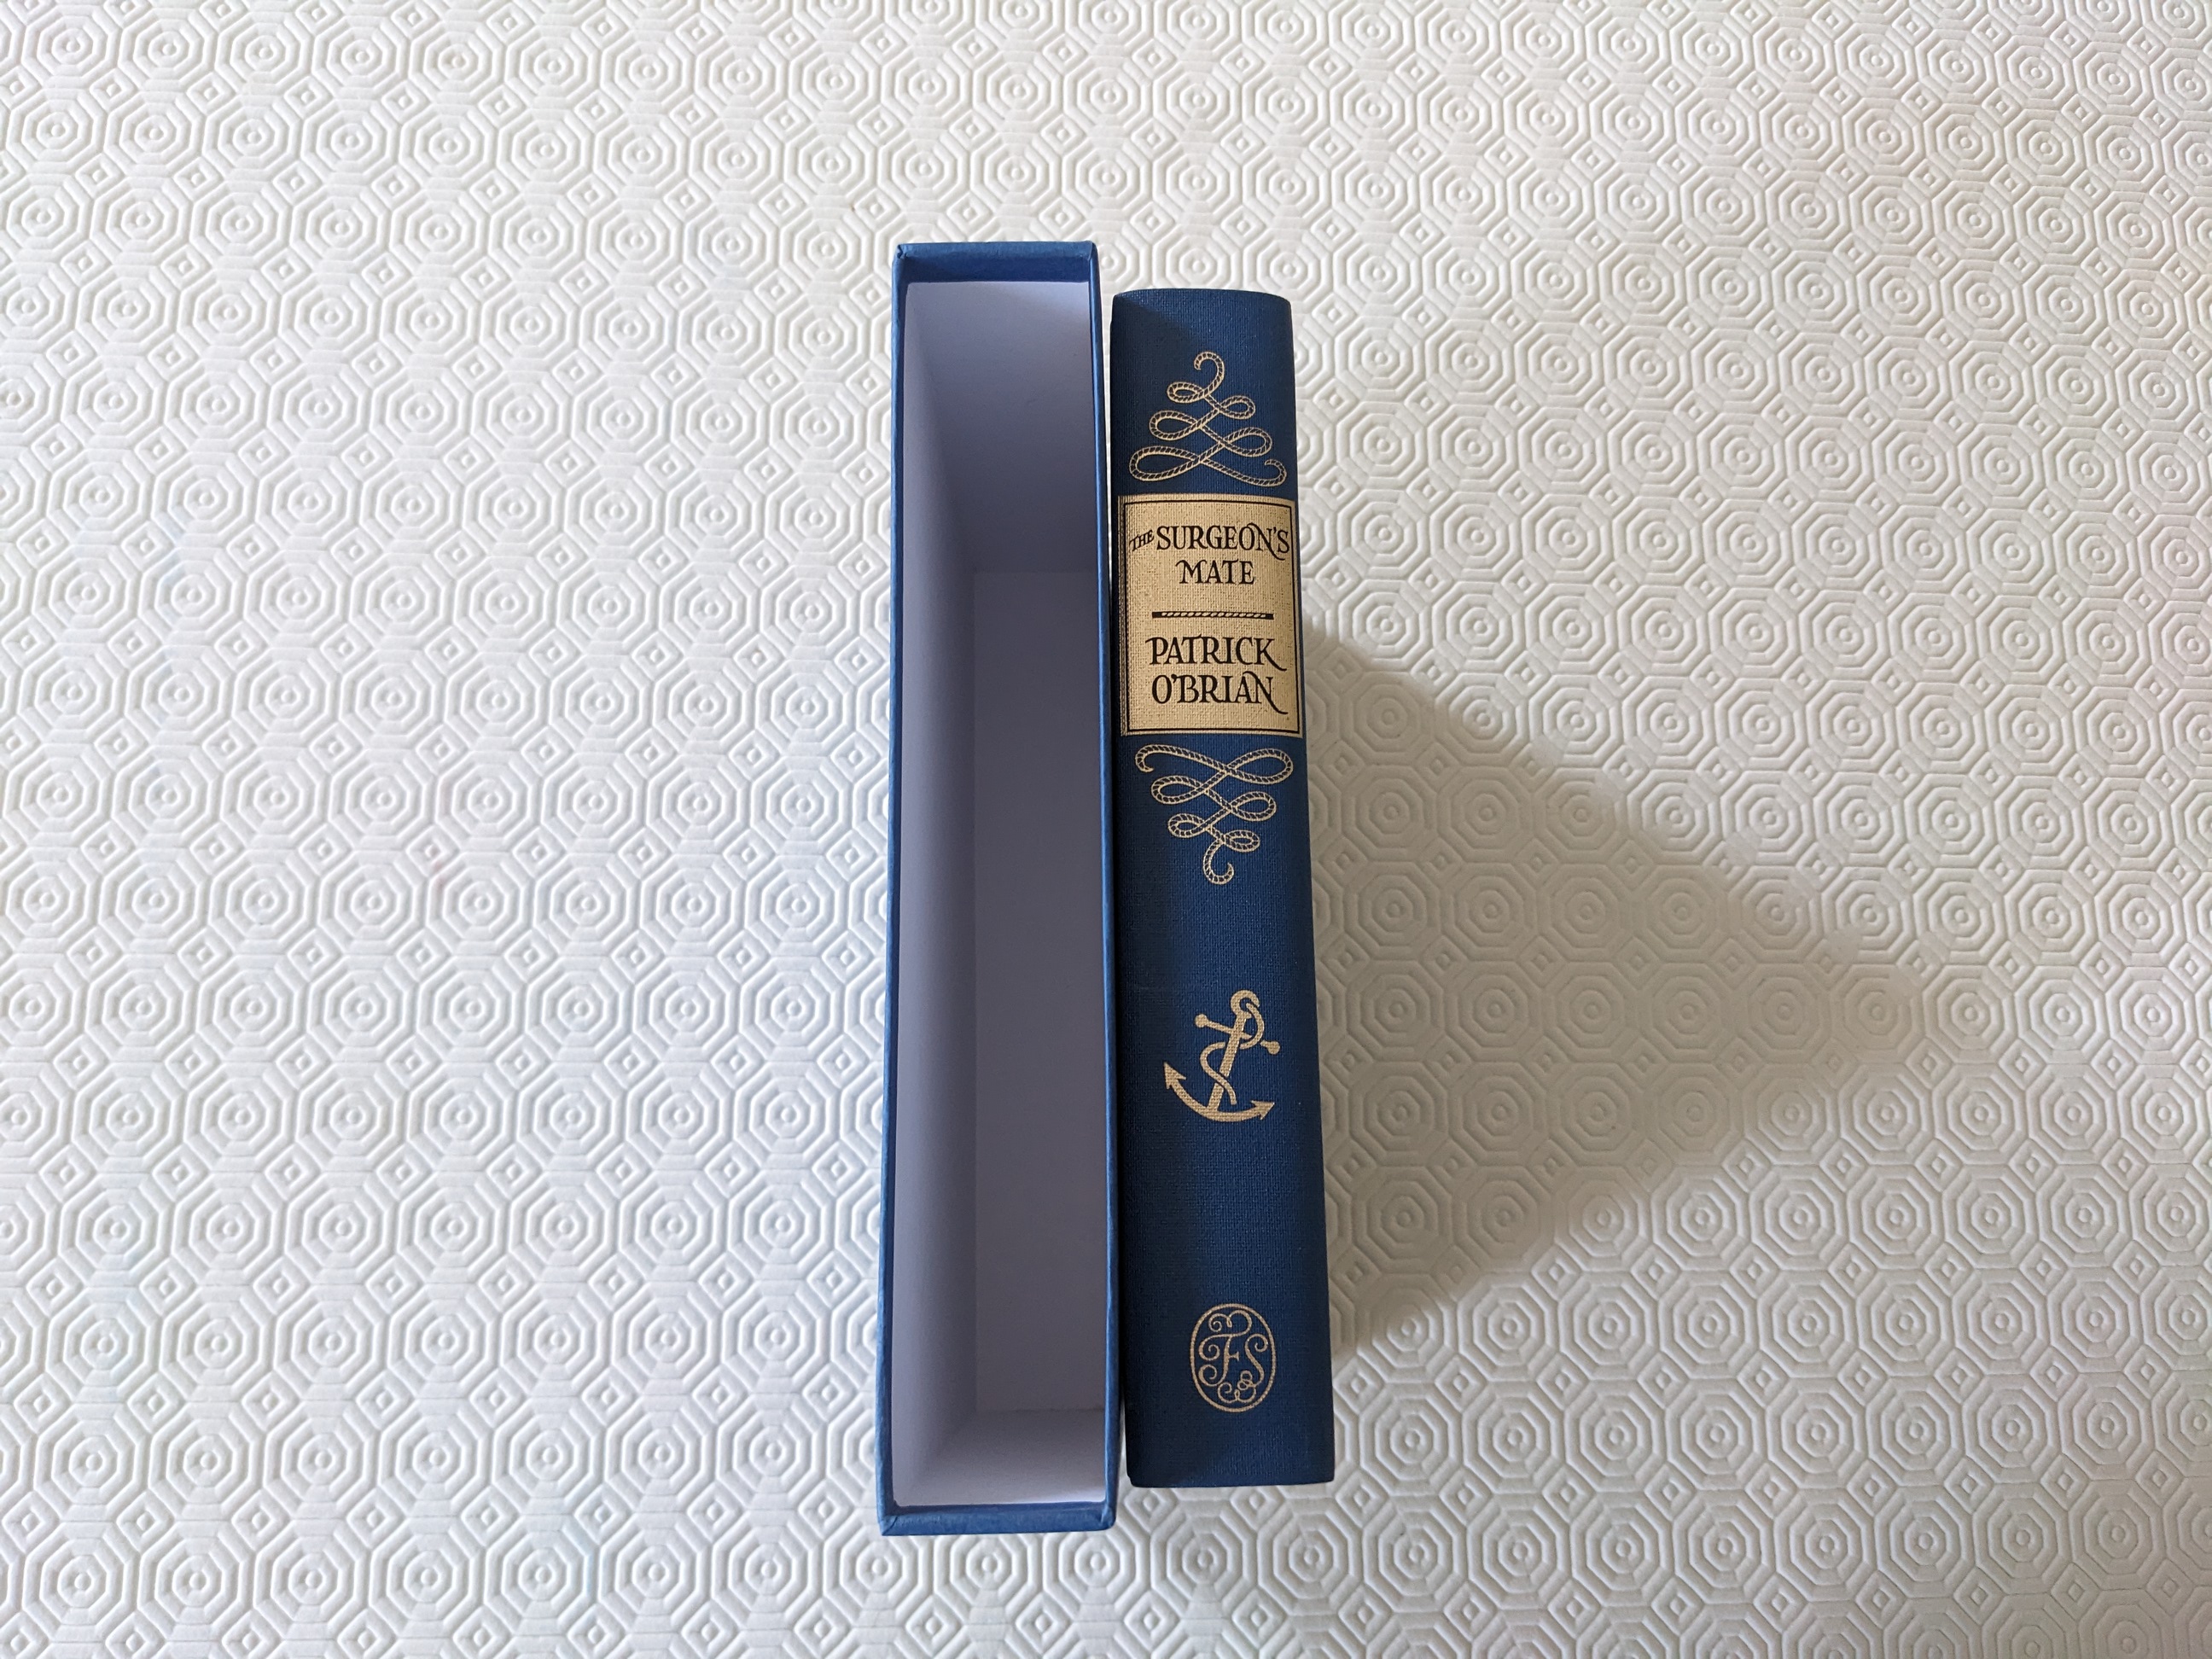 THE SURGEON'S
MATE
PATRICK
O'BRIAN
FS